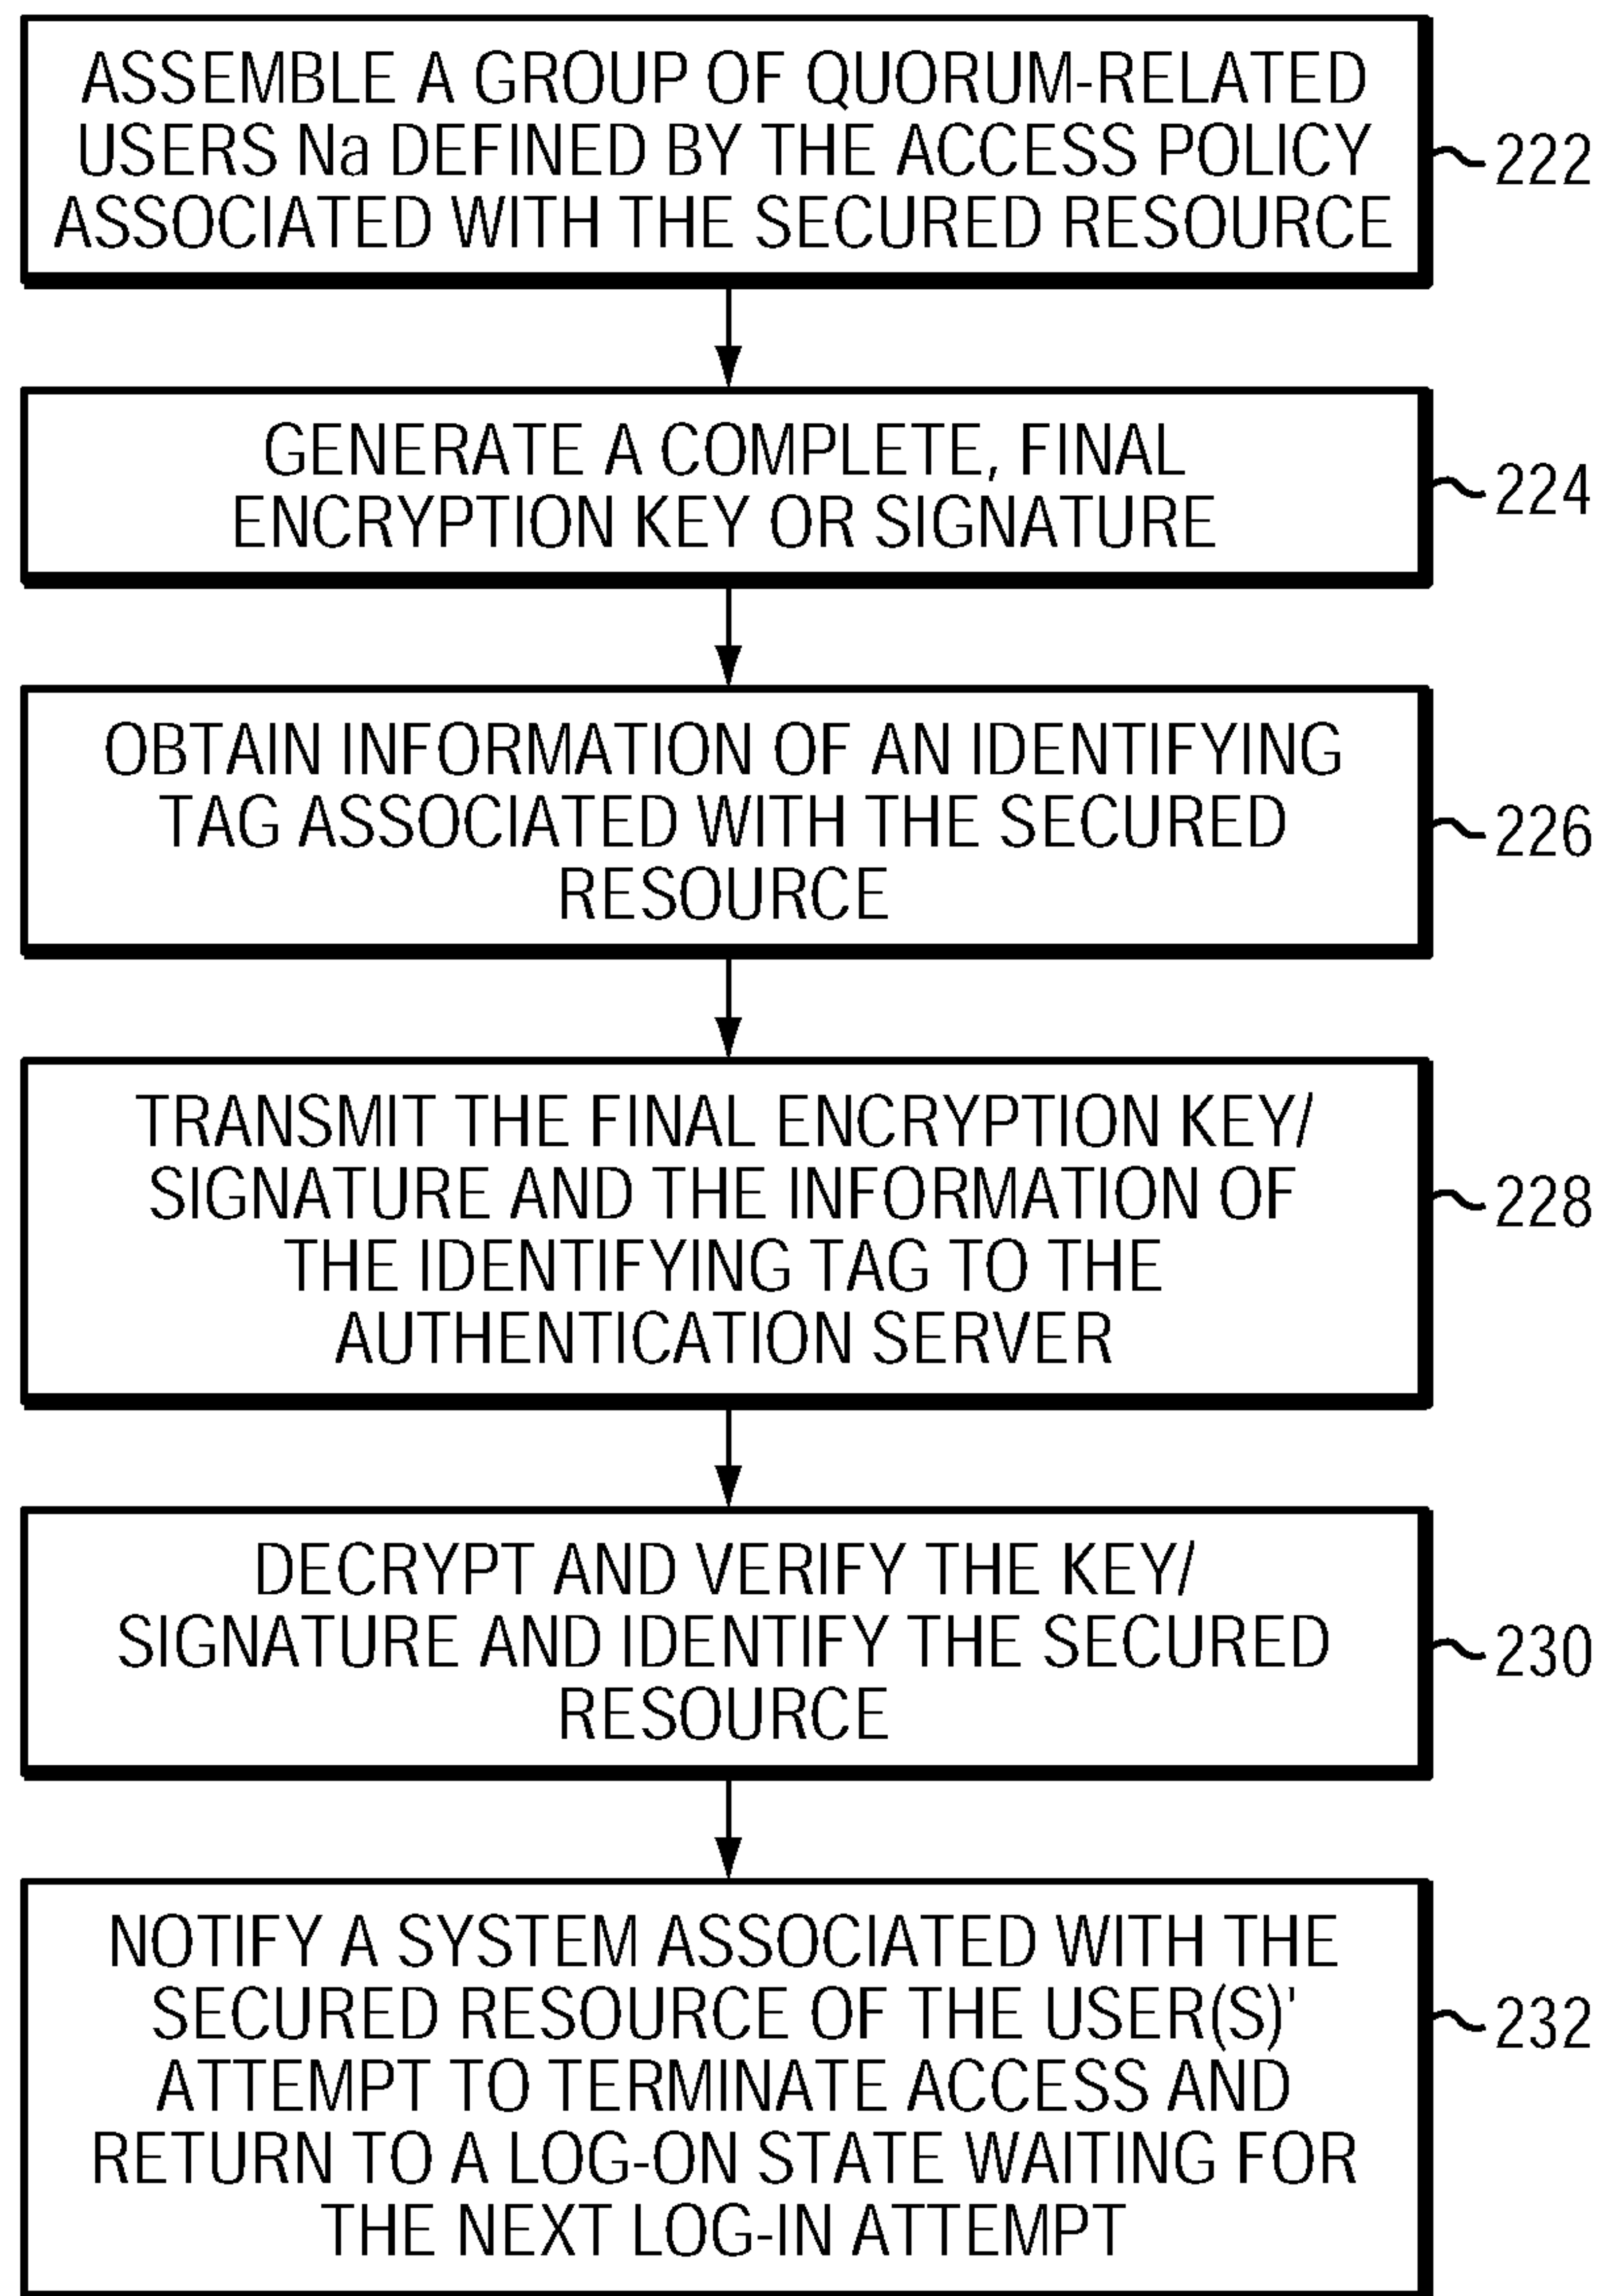 ASSEMBLE A GROUP OF QUORUM-RELATED
USERS Na DEFINED BY THE ACCESS POLICY
ASSOCIATED WITH THE SECURED RESOURCE
222
GENERATE A COMPLETE, FINAL
ENCRYPTION KEY OR SIGNATURE
224
OBTAIN INFORMATION OF AN IDENTIFYING
TAG ASSOCIATED WITH THE SECURED
RESOURCE
226
TRANSMIT THE FINAL ENCRYPTION KEY/
SIGNATURE AND THE INFORMATION OF
THE IDENTIFYING TAG TO THE
AUTHENTICATION SERVER
228
DECRYPT AND VERIFY THE KEY/
SIGNATURE AND IDENTIFY THE SECURED
RESOURCE
230
NOTIFY A SYSTEM ASSOCIATED WITH THE
SECURED RESOURCE OF THE USER(S)'
ATTEMPT TO TERMINATE ACCESS AND
RETURN TO A LOG-ON STATE WAITING FOR
THE NEXT LOG-IN ATTEMPT
232